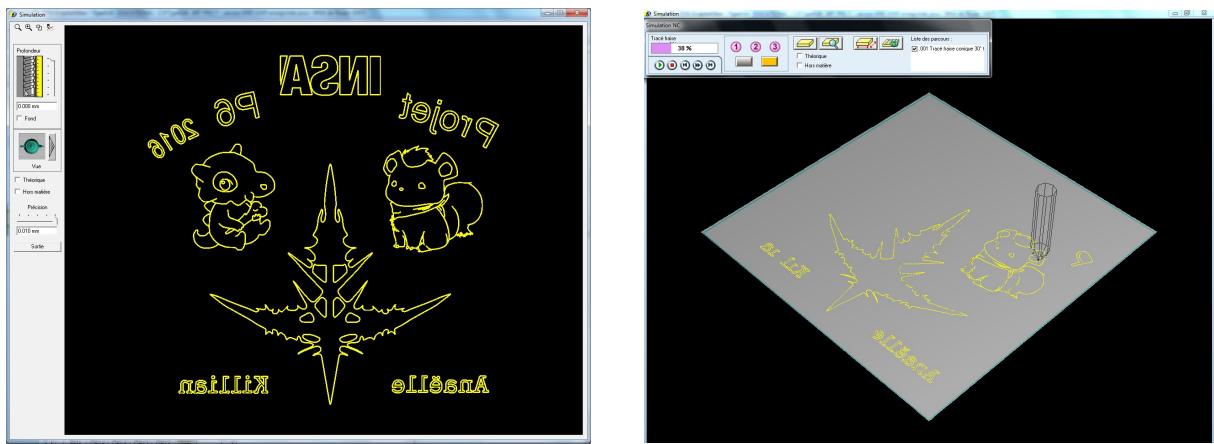 Simulation
Profondeur
0.000 mm
Fond
Vue
Théorique
Hors matière
Précision
0.010 mm
Sortie
INSA
Projet P6 2016
Killian
Anaëlle
Simulation
Simulation NC
Tracé fraise
38 %
1 2 3
Théorique
Hors matière
Liste des parcours :
.001 Tracé fraise conique 30° t
P
Anaëlle